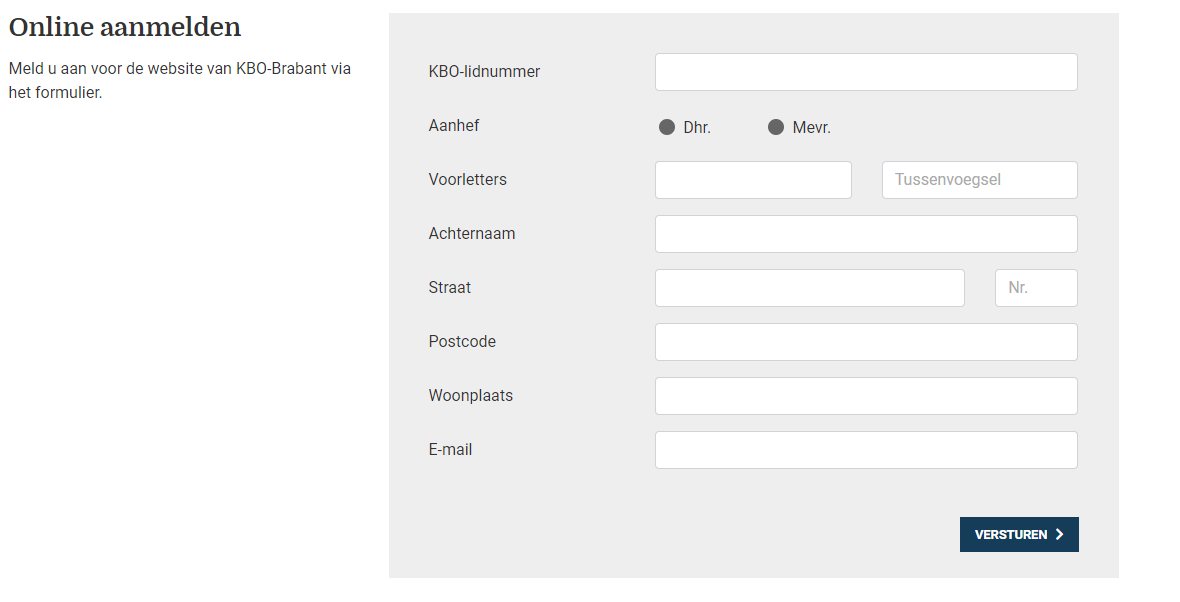 Online aanmelden
Meld u aan voor de website van KBO-Brabant via
het formulier.
KBO-lidnummer
Aanhef
Dhr. Mevr.
Voorletters
Tussenvoegsel
Achternaam
Straat
Nr.
Postcode
Woonplaats
E-mail
VERSTUREN